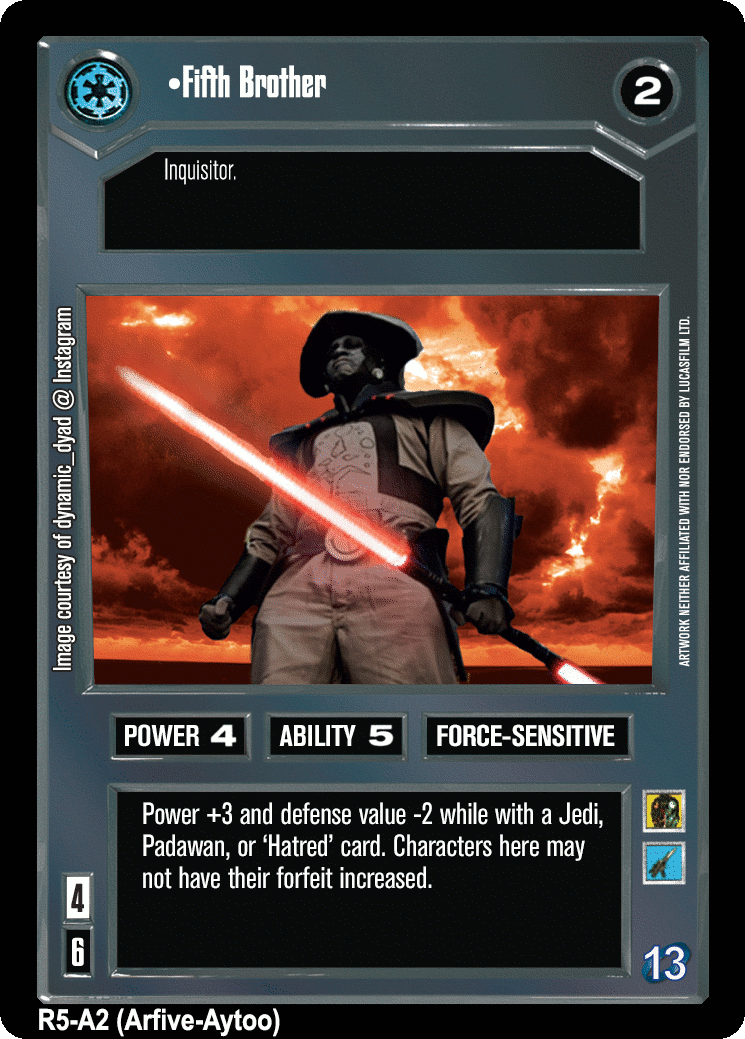 •Fifth Brother
2
Inquisitor.
Image courtesy of dynamic_dyad @ Instagram
ARTWORK NEITHER AFFILIATED WITH NOR ENDORSED BY LUCASFILM LTD.
POWER 4
ABILITY 5
FORCE-SENSITIVE
Power +3 and defense value -2 while with a Jedi,
Padawan, or ‘Hatred’ card. Characters here may
not have their forfeit increased.
4
6
13
R5-A2 (Arfive-Aytoo)